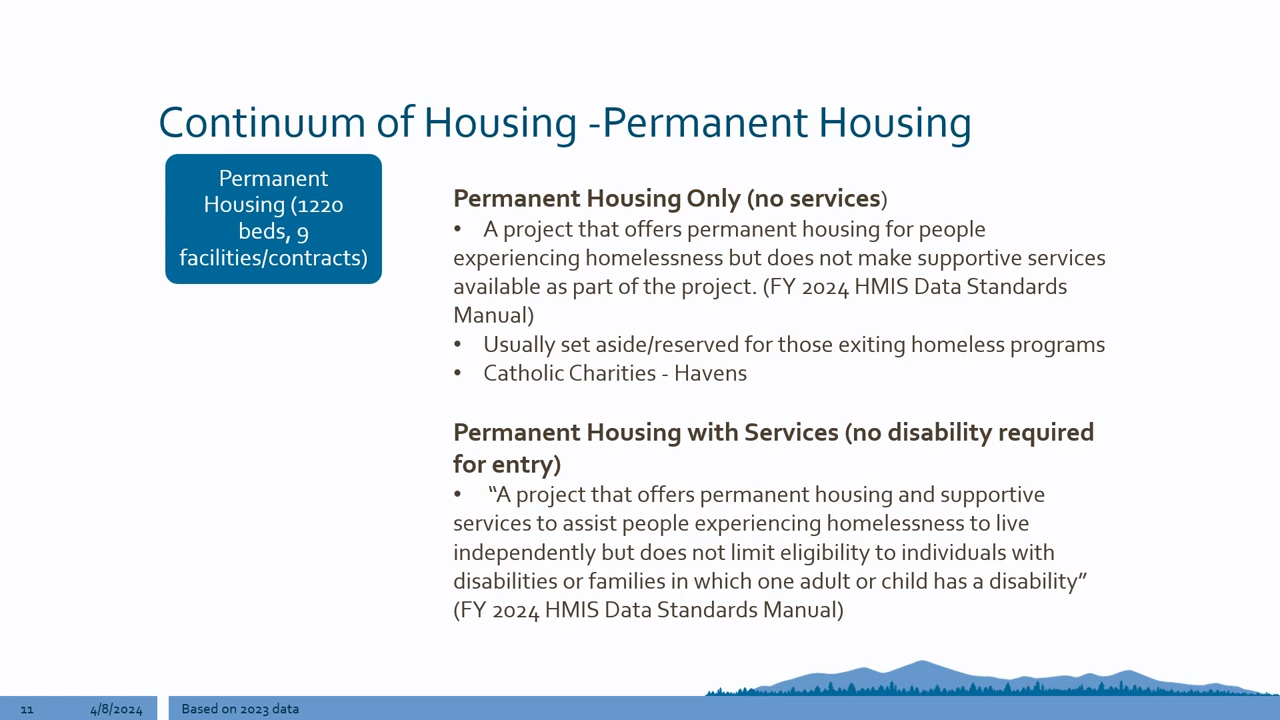 Continuum of Housing -Permanent Housing
Permanent
Housing (1220
beds, 9
facilities/contracts)
Permanent Housing Only (no services)
• A project that offers permanent housing for people
experiencing homelessness but does not make supportive services
available as part of the project. (FY 2024 HMIS Data Standards
Manual)
• Usually set aside/reserved for those exiting homeless programs
• Catholic Charities - Havens
Permanent Housing with Services (no disability required
for entry)
• “A project that offers permanent housing and supportive
services to assist people experiencing homelessness to live
independently but does not limit eligibility to individuals with
disabilities or families in which one adult or child has a disability”
(FY 2024 HMIS Data Standards Manual)
11 4/8/2024 Based on 2023 data